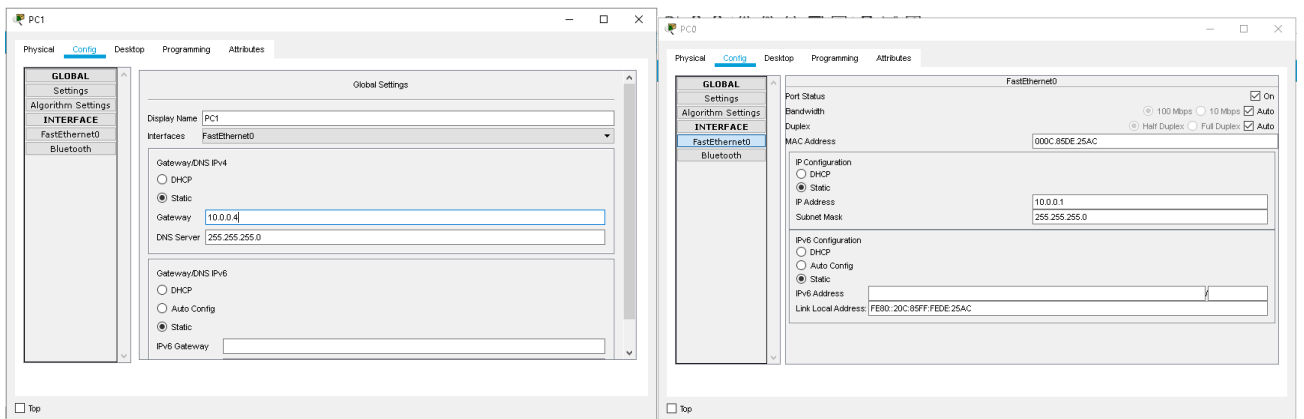 PC1
Physical Config Desktop Programming Attributes
GLOBAL
Settings
Algorithm Settings
INTERFACE
FastEthernet0
Bluetooth
Global Settings
Display Name PC1
Interfaces FastEthernet0
Gateway/DNS IPv4
DHCP
Static
Gateway 10.0.0.4
DNS Server 255.255.255.0
Gateway/DNS IPv6
DHCP
Auto Config
Static
IPv6 Gateway
Top
PC0
Physical Config Desktop Programming Attributes
GLOBAL
Settings
Algorithm Settings
INTERFACE
FastEthernet0
Bluetooth
FastEthernet0
Port Status On
Bandwidth 100 Mbps 10 Mbps Auto
Duplex Half Duplex Full Duplex Auto
MAC Address 000C.85DE.25AC
IP Configuration
DHCP
Static
IP Address 10.0.0.1
Subnet Mask 255.255.255.0
IPv6 Configuration
DHCP
Auto Config
Static
IPv6 Address /
Link Local Address: FE80::20C:85FF:FEDE:25AC
Top